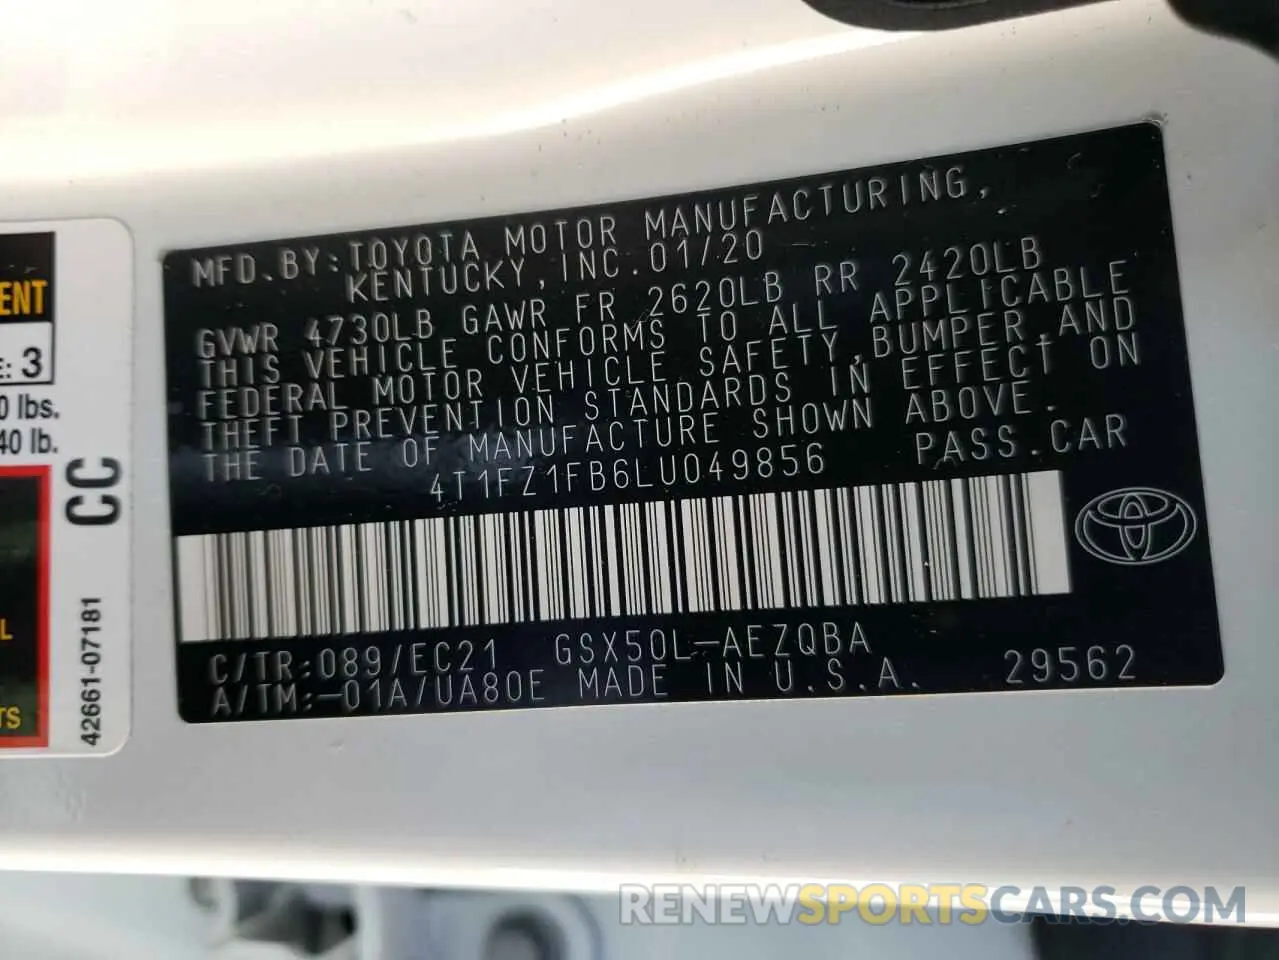 MFD.BY:TOYOTA MOTOR MANUFACTURING,
KENTUCKY, INC.01/20
GVWR 4730LB GAWR FR 2620LB RR 2420LB
THIS VEHICLE CONFORMS TO ALL APPLICABLE
FEDERAL MOTOR VEHICLE SAFETY,BUMPER,AND
THEFT PREVENTION STANDARDS IN EFFECT ON
THE DATE OF MANUFACTURE SHOWN ABOVE.
4T1FZ1FB6LU049856 PASS.CAR
C/TR:089/EC21 GSX50L-AEZQBA
A/TM:-01A/UA80E MADE IN U.S.A. 29562
ENT
E: 3
0 lbs.
40 lb.
CC
L
TS
42661-07181
RENEWSPORTSCARS.COM